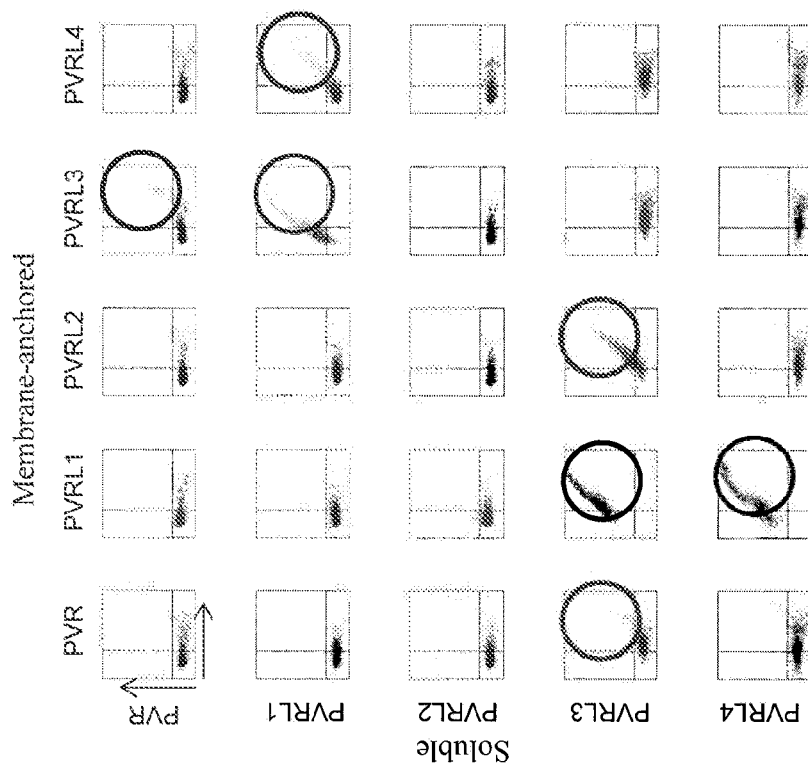 Membrane-anchored
PVR PVRL1 PVRL2 PVRL3 PVRL4
Soluble
PVR
PVRL1
PVRL2
PVRL3
PVRL4